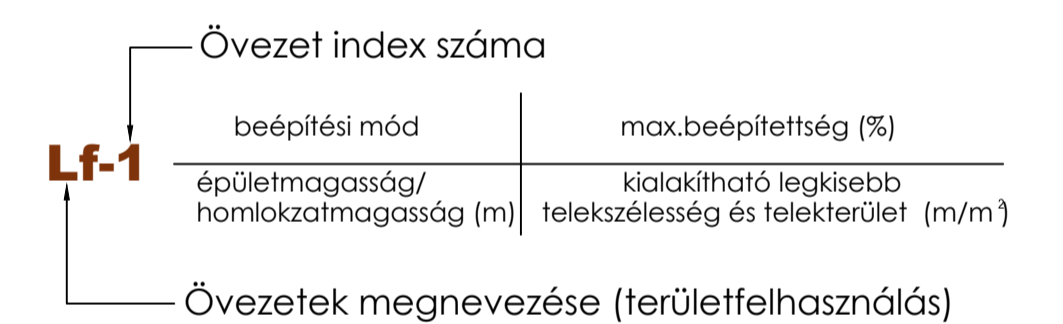 Övezet index száma
beépítési mód
max.beépítettség (%)
Lf-1
épületmagasság/
homlokzatmagasság (m)
kialakítható legkisebb
telekszélesség és telekterület (m/m²)
Övezetek megnevezése (területfelhasználás)